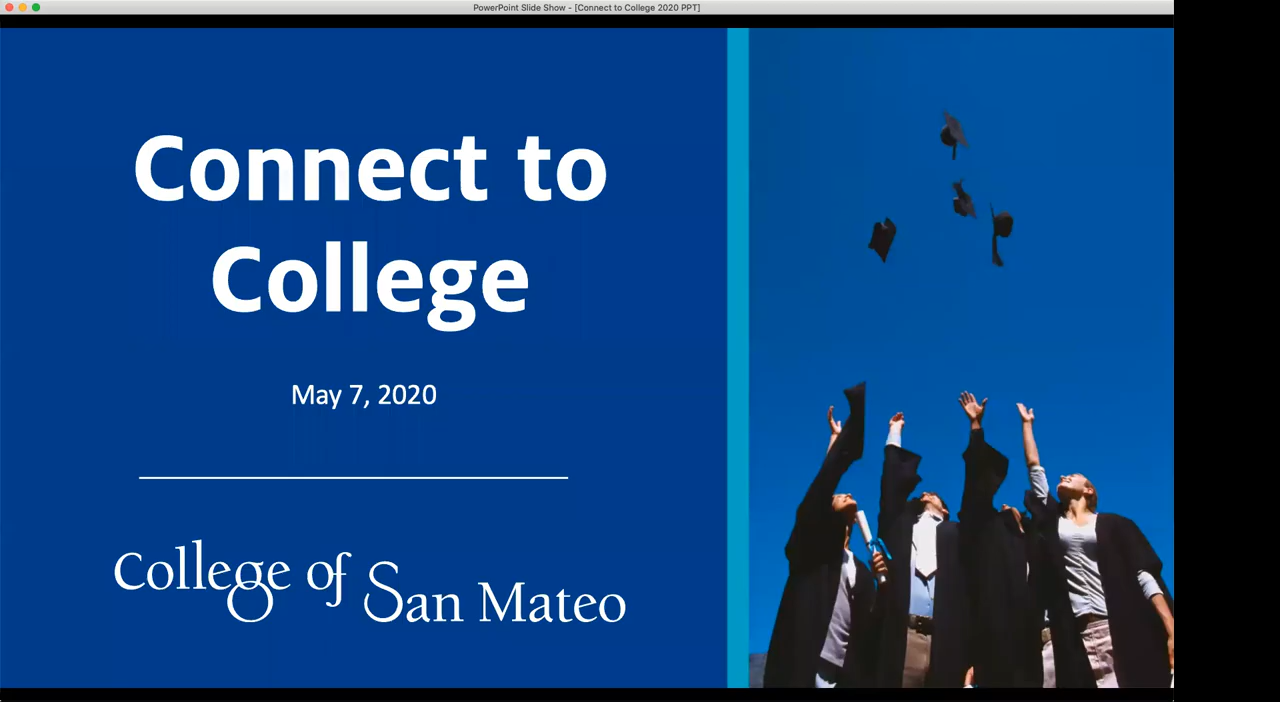 PowerPoint Slide Show - [Connect to College 2020 PPT]
Connect to
College
May 7, 2020
College of San Mateo